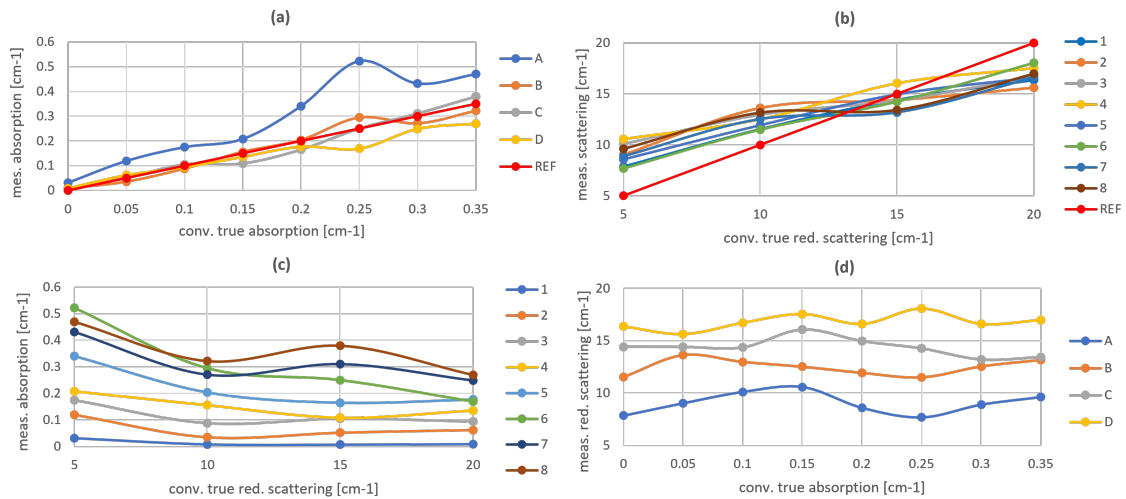 (a)
mes. absorption [cm-1]
0.6
0.5
0.4
0.3
0.2
0.1
0
0 0.05 0.1 0.15 0.2 0.25 0.3 0.35
conv. true absorption [cm-1]
A
B
C
D
REF
(b)
meas. scattering [cm-1]
20
15
10
5
5 10 15 20
conv. true red. scattering [cm-1]
1
2
3
4
5
6
7
8
REF
(c)
meas. absorption [cm-1]
0.6
0.5
0.4
0.3
0.2
0.1
0
5 10 15 20
conv. true red. scattering [cm-1]
1
2
3
4
5
6
7
8
(d)
meas. red. scattering [cm-1]
20
15
10
5
0 0.05 0.1 0.15 0.2 0.25 0.3 0.35
conv. true absorption [cm-1]
A
B
C
D